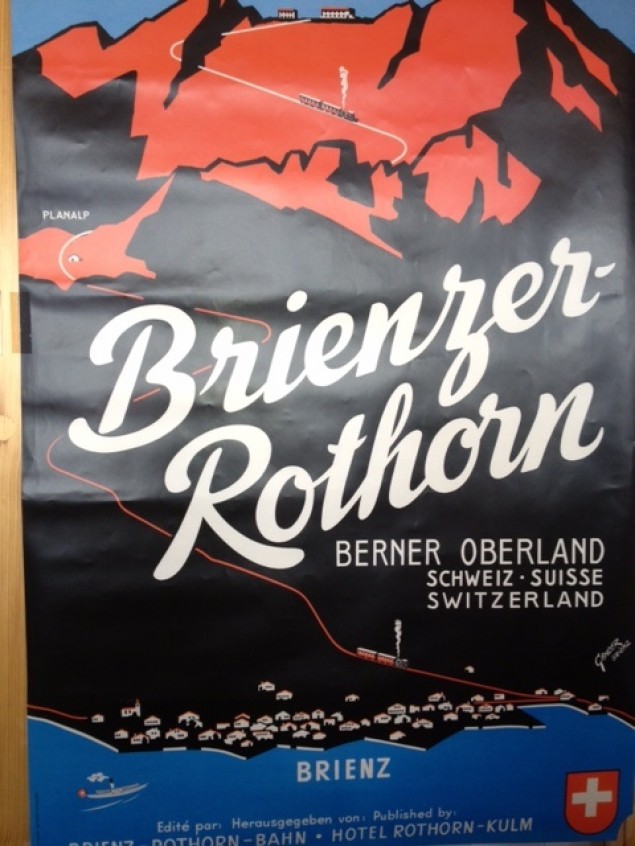 PLANALP
Brienzer-
Rothorn
BERNER OBERLAND
SCHWEIZ · SUISSE
SWITZERLAND
BRIENZ
Edité par: Herausgegeben von: Published by:
BRIENZ-ROTHORN-BAHN · HOTEL ROTHORN-KULM